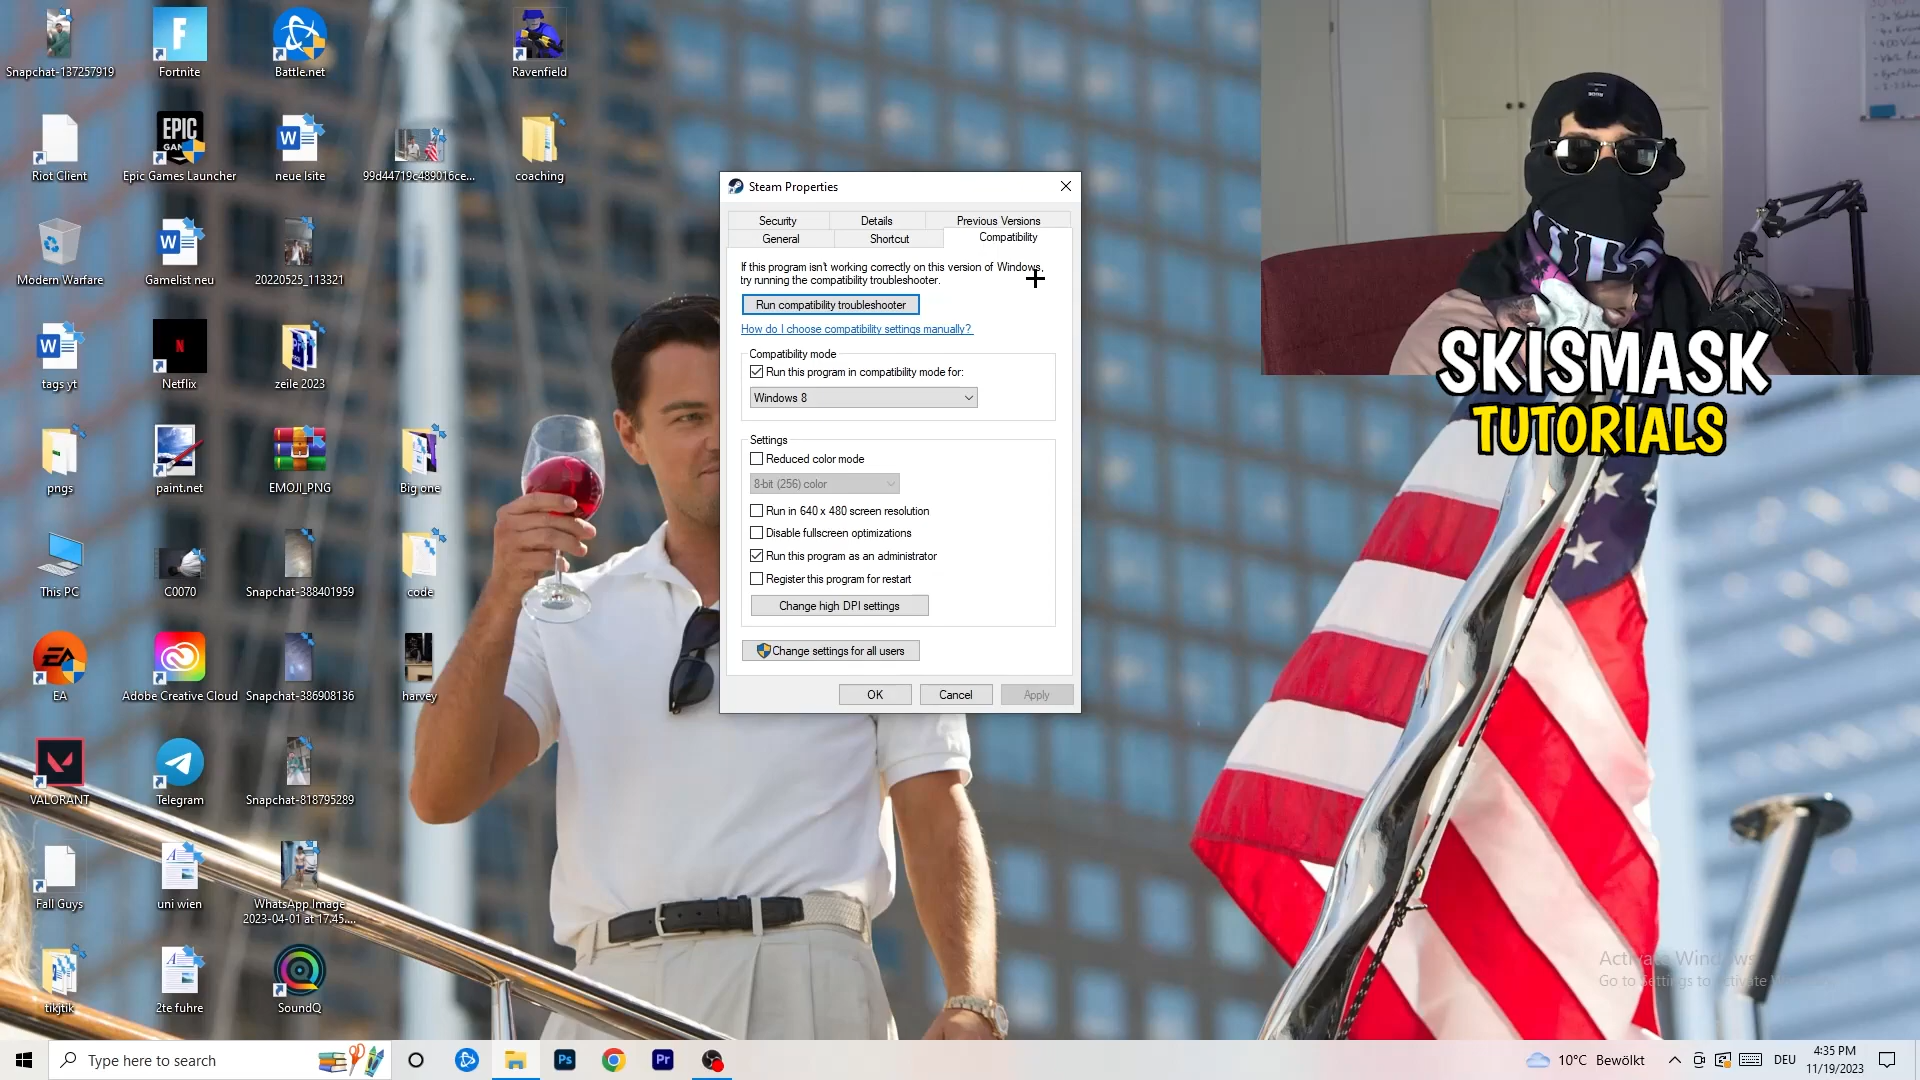 Snapchat-137257919
Fortnite
Battle.net
Ravenfield
Riot Client
EPIC
Epic Games Launcher
neue lsite
99d44719c489016ce...
coaching
Modern Warfare
Gamelist neu
20220525_113321
tags yt
Netflix
zeile 2023
pngs
paint.net
EMOJI_PNG
Big one
This PC
C0070
Snapchat-388401959
code
EA
Adobe Creative Cloud
Snapchat-386908136
harvey
VALORANT
Telegram
Snapchat-818795289
Fall Guys
uni wien
WhatsApp Image
2023-04-01 at 17.45....
tiktjk
2te fuhre
SoundQ
Steam Properties
Security
Details
Previous Versions
General
Shortcut
Compatibility
If this program isn't working correctly on this version of Windows,
try running the compatibility troubleshooter.
Run compatibility troubleshooter
How do I choose compatibility settings manually?
Compatibility mode
Run this program in compatibility mode for:
Windows 8
Settings
Reduced color mode
8-bit (256) color
Run in 640 x 480 screen resolution
Disable fullscreen optimizations
Run this program as an administrator
Register this program for restart
Change high DPI settings
Change settings for all users
OK
Cancel
Apply
SKISMASK
TUTORIALS
Activate Windows
Go to Settings to activate
Type here to search
Ps
Pr
10°C Bewölkt
DEU
4:35 PM
11/19/2023